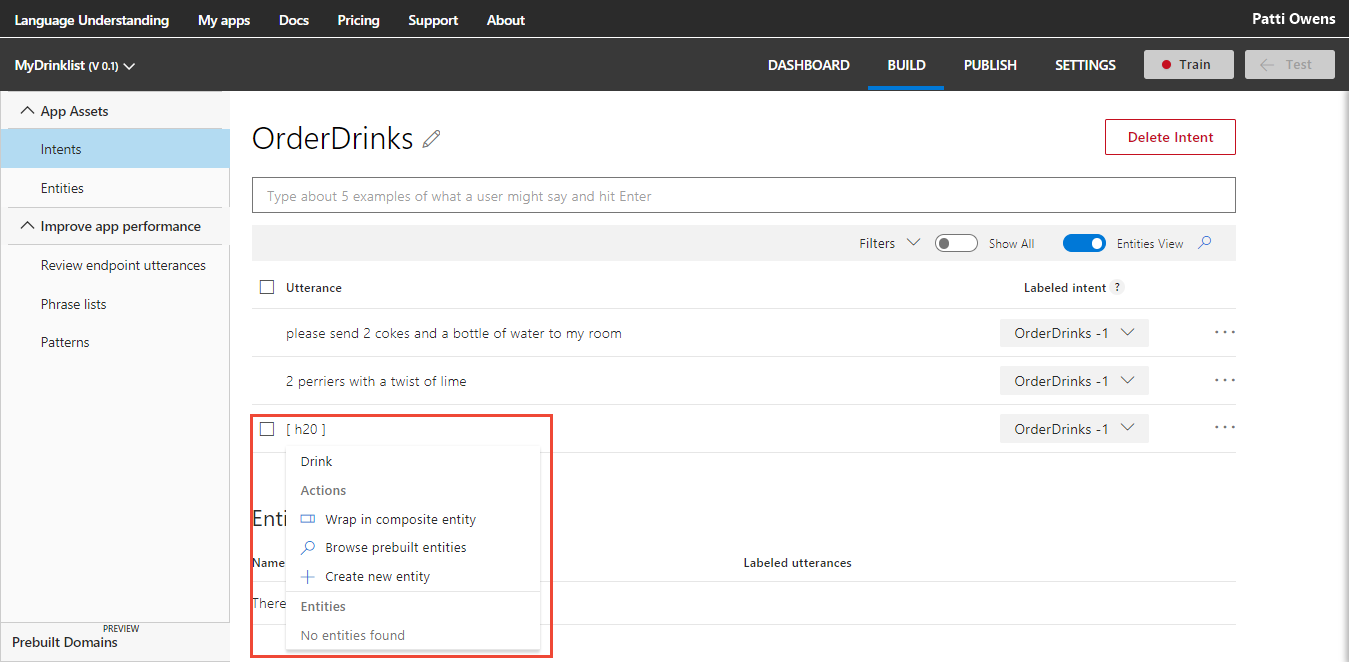 Language Understanding My apps Docs Pricing Support About Patti Owens
MyDrinklist (V 0.1) DASHBOARD BUILD PUBLISH SETTINGS Train Test
App Assets
Intents
Entities
Improve app performance
Review endpoint utterances
Phrase lists
Patterns
PREVIEW
Prebuilt Domains
OrderDrinks Delete Intent
Type about 5 examples of what a user might say and hit Enter
Filters Show All Entities View
Utterance Labeled intent ?
please send 2 cokes and a bottle of water to my room OrderDrinks -1 ...
2 perriers with a twist of lime OrderDrinks -1 ...
[ h20 ] OrderDrinks -1 ...
Drink
Actions
Enti
Wrap in composite entity
Browse prebuilt entities
Name Labeled utterances
Create new entity
There
Entities
No entities found